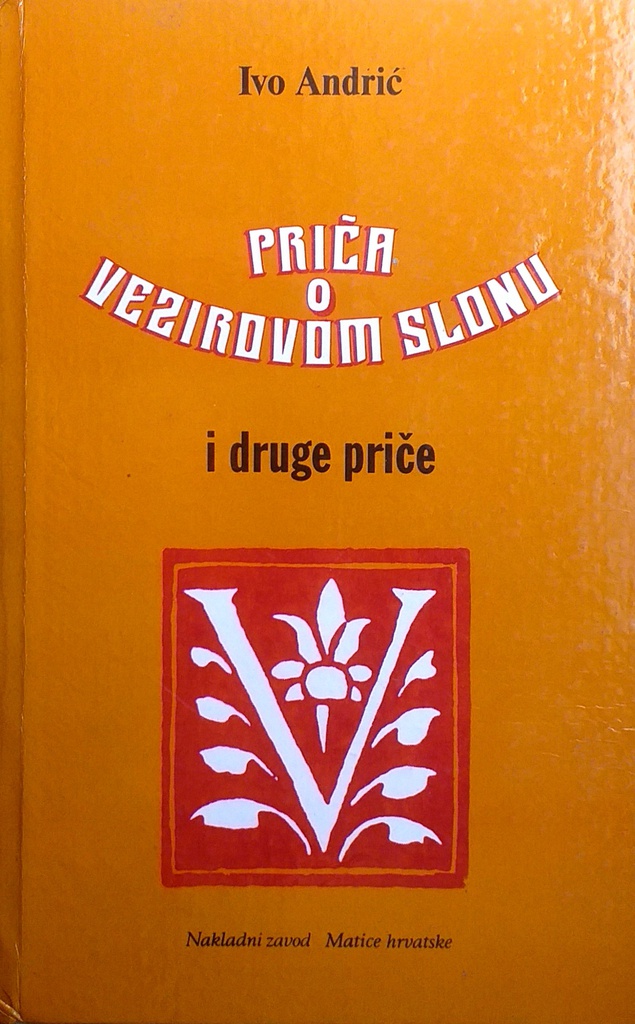 Ivo Andrić
PRIČA
O
VEZIROVOM SLONU
i druge priče
V
Nakladni zavod Matice hrvatske